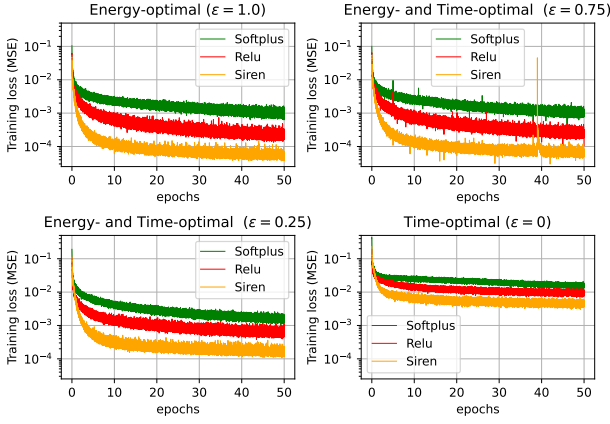 Energy-optimal (ε = 1.0)
Training loss (MSE)
10⁻¹
10⁻²
10⁻³
10⁻⁴
Softplus
Relu
Siren
0 10 20 30 40 50
epochs
Energy- and Time-optimal (ε = 0.75)
Training loss (MSE)
10⁻¹
10⁻²
10⁻³
10⁻⁴
Softplus
Relu
Siren
0 10 20 30 40 50
epochs
Energy- and Time-optimal (ε = 0.25)
Training loss (MSE)
10⁻¹
10⁻²
10⁻³
10⁻⁴
Softplus
Relu
Siren
0 10 20 30 40 50
epochs
Time-optimal (ε = 0)
Training loss (MSE)
10⁻¹
10⁻²
10⁻³
10⁻⁴
Softplus
Relu
Siren
0 10 20 30 40 50
epochs